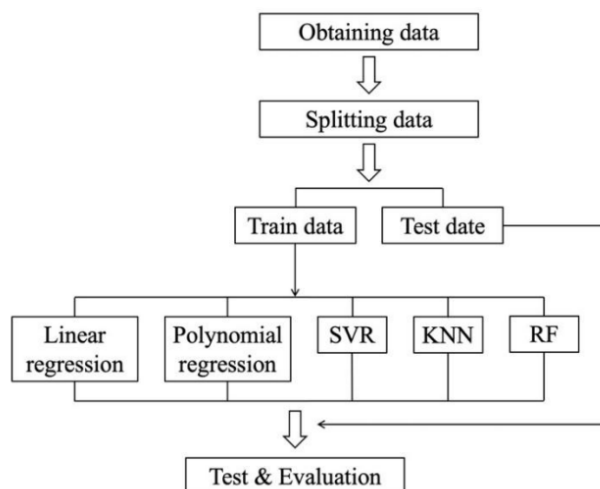 Obtaining data
Splitting data
Train data
Test date
Linear
regression
Polynomial
regression
SVR
KNN
RF
Test & Evaluation